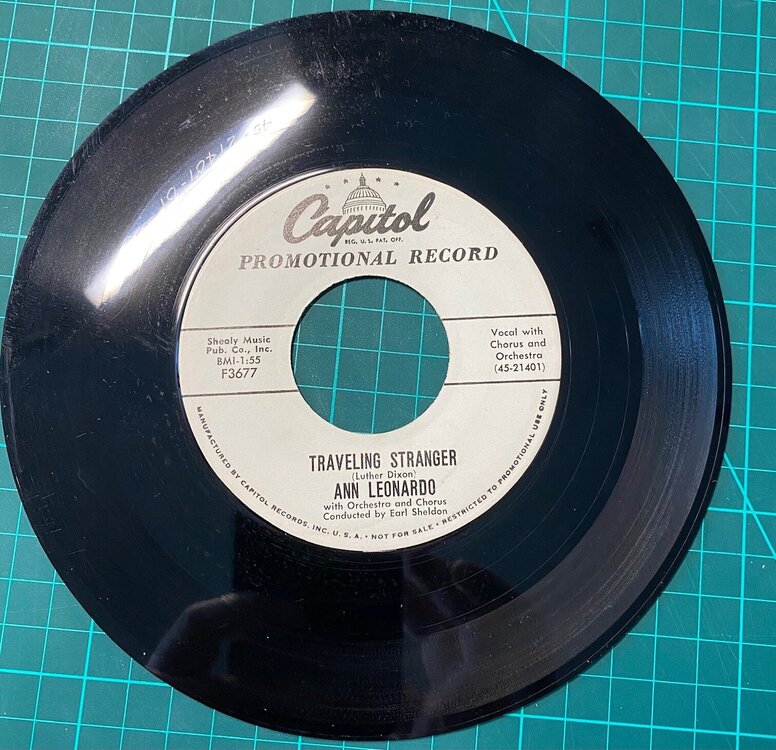 Capitol
REG. U. S. PAT. OFF.
PROMOTIONAL RECORD
Shealy Music
Pub. Co., Inc.
BMI-1:55
F3677
Vocal with
Chorus and
Orchestra
(45-21401)
TRAVELING STRANGER
(Luther Dixon)
ANN LEONARDO
with Orchestra and Chorus
Conducted by Earl Sheldon
MANUFACTURED BY CAPITOL RECORDS, INC. U. S. A. • NOT FOR SALE • RESTRICTED TO PROMOTIONAL USE ONLY